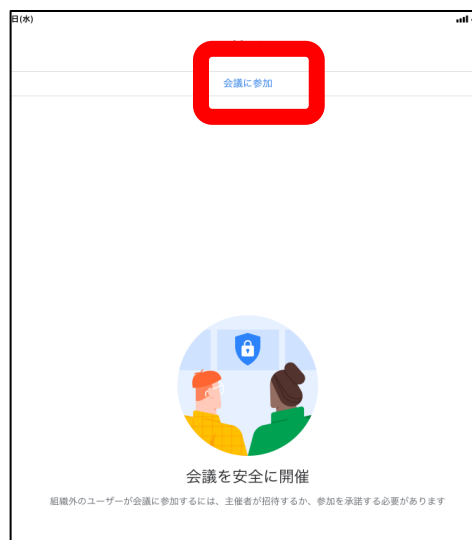 日(水)
会議に参加
会議を安全に開催
組織外のユーザーが会議に参加するには、主催者が招待するか、参加を承諾する必要があります